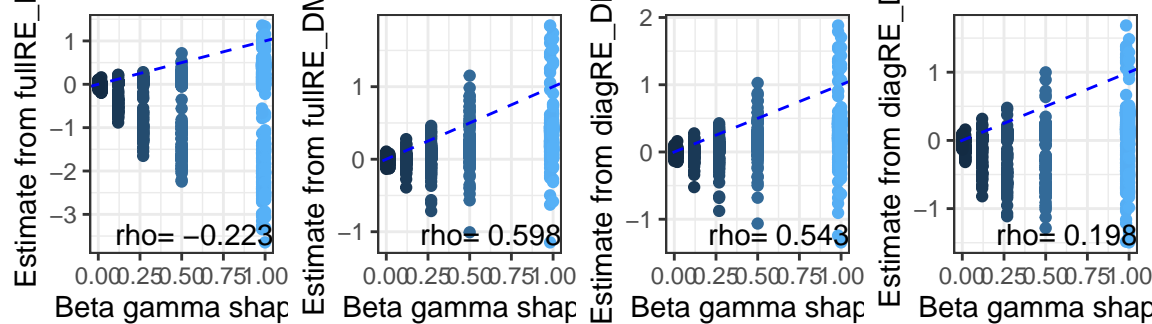 Estimate from fullRE_
1
0
−1
−2
−3
rho= −0.223
0.00 0.25 0.50 0.75 1.00
Beta gamma shap
Estimate from fullRE_DM
1
0
−1
rho= 0.598
0.00 0.25 0.50 0.75 1.00
Beta gamma shap
Estimate from diagRE_D
2
1
0
−1
rho= 0.543
0.00 0.25 0.50 0.75 1.00
Beta gamma shap
Estimate from diagRE_D
1
0
−1
rho= 0.198
0.00 0.25 0.50 0.75 1.00
Beta gamma shap